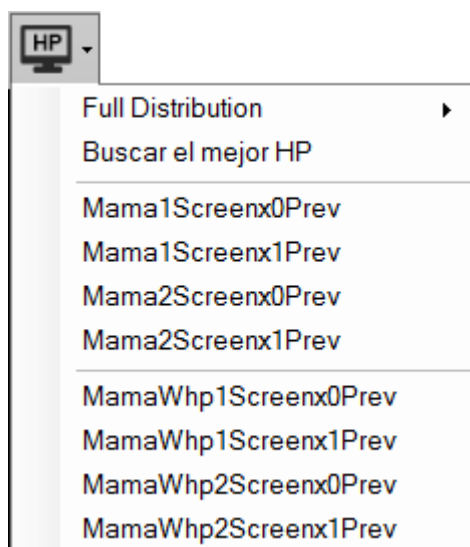 HP
Full Distribution
Buscar el mejor HP
Mama1Screenx0Prev
Mama1Screenx1Prev
Mama2Screenx0Prev
Mama2Screenx1Prev
MamaWhp1Screenx0Prev
MamaWhp1Screenx1Prev
MamaWhp2Screenx0Prev
MamaWhp2Screenx1Prev